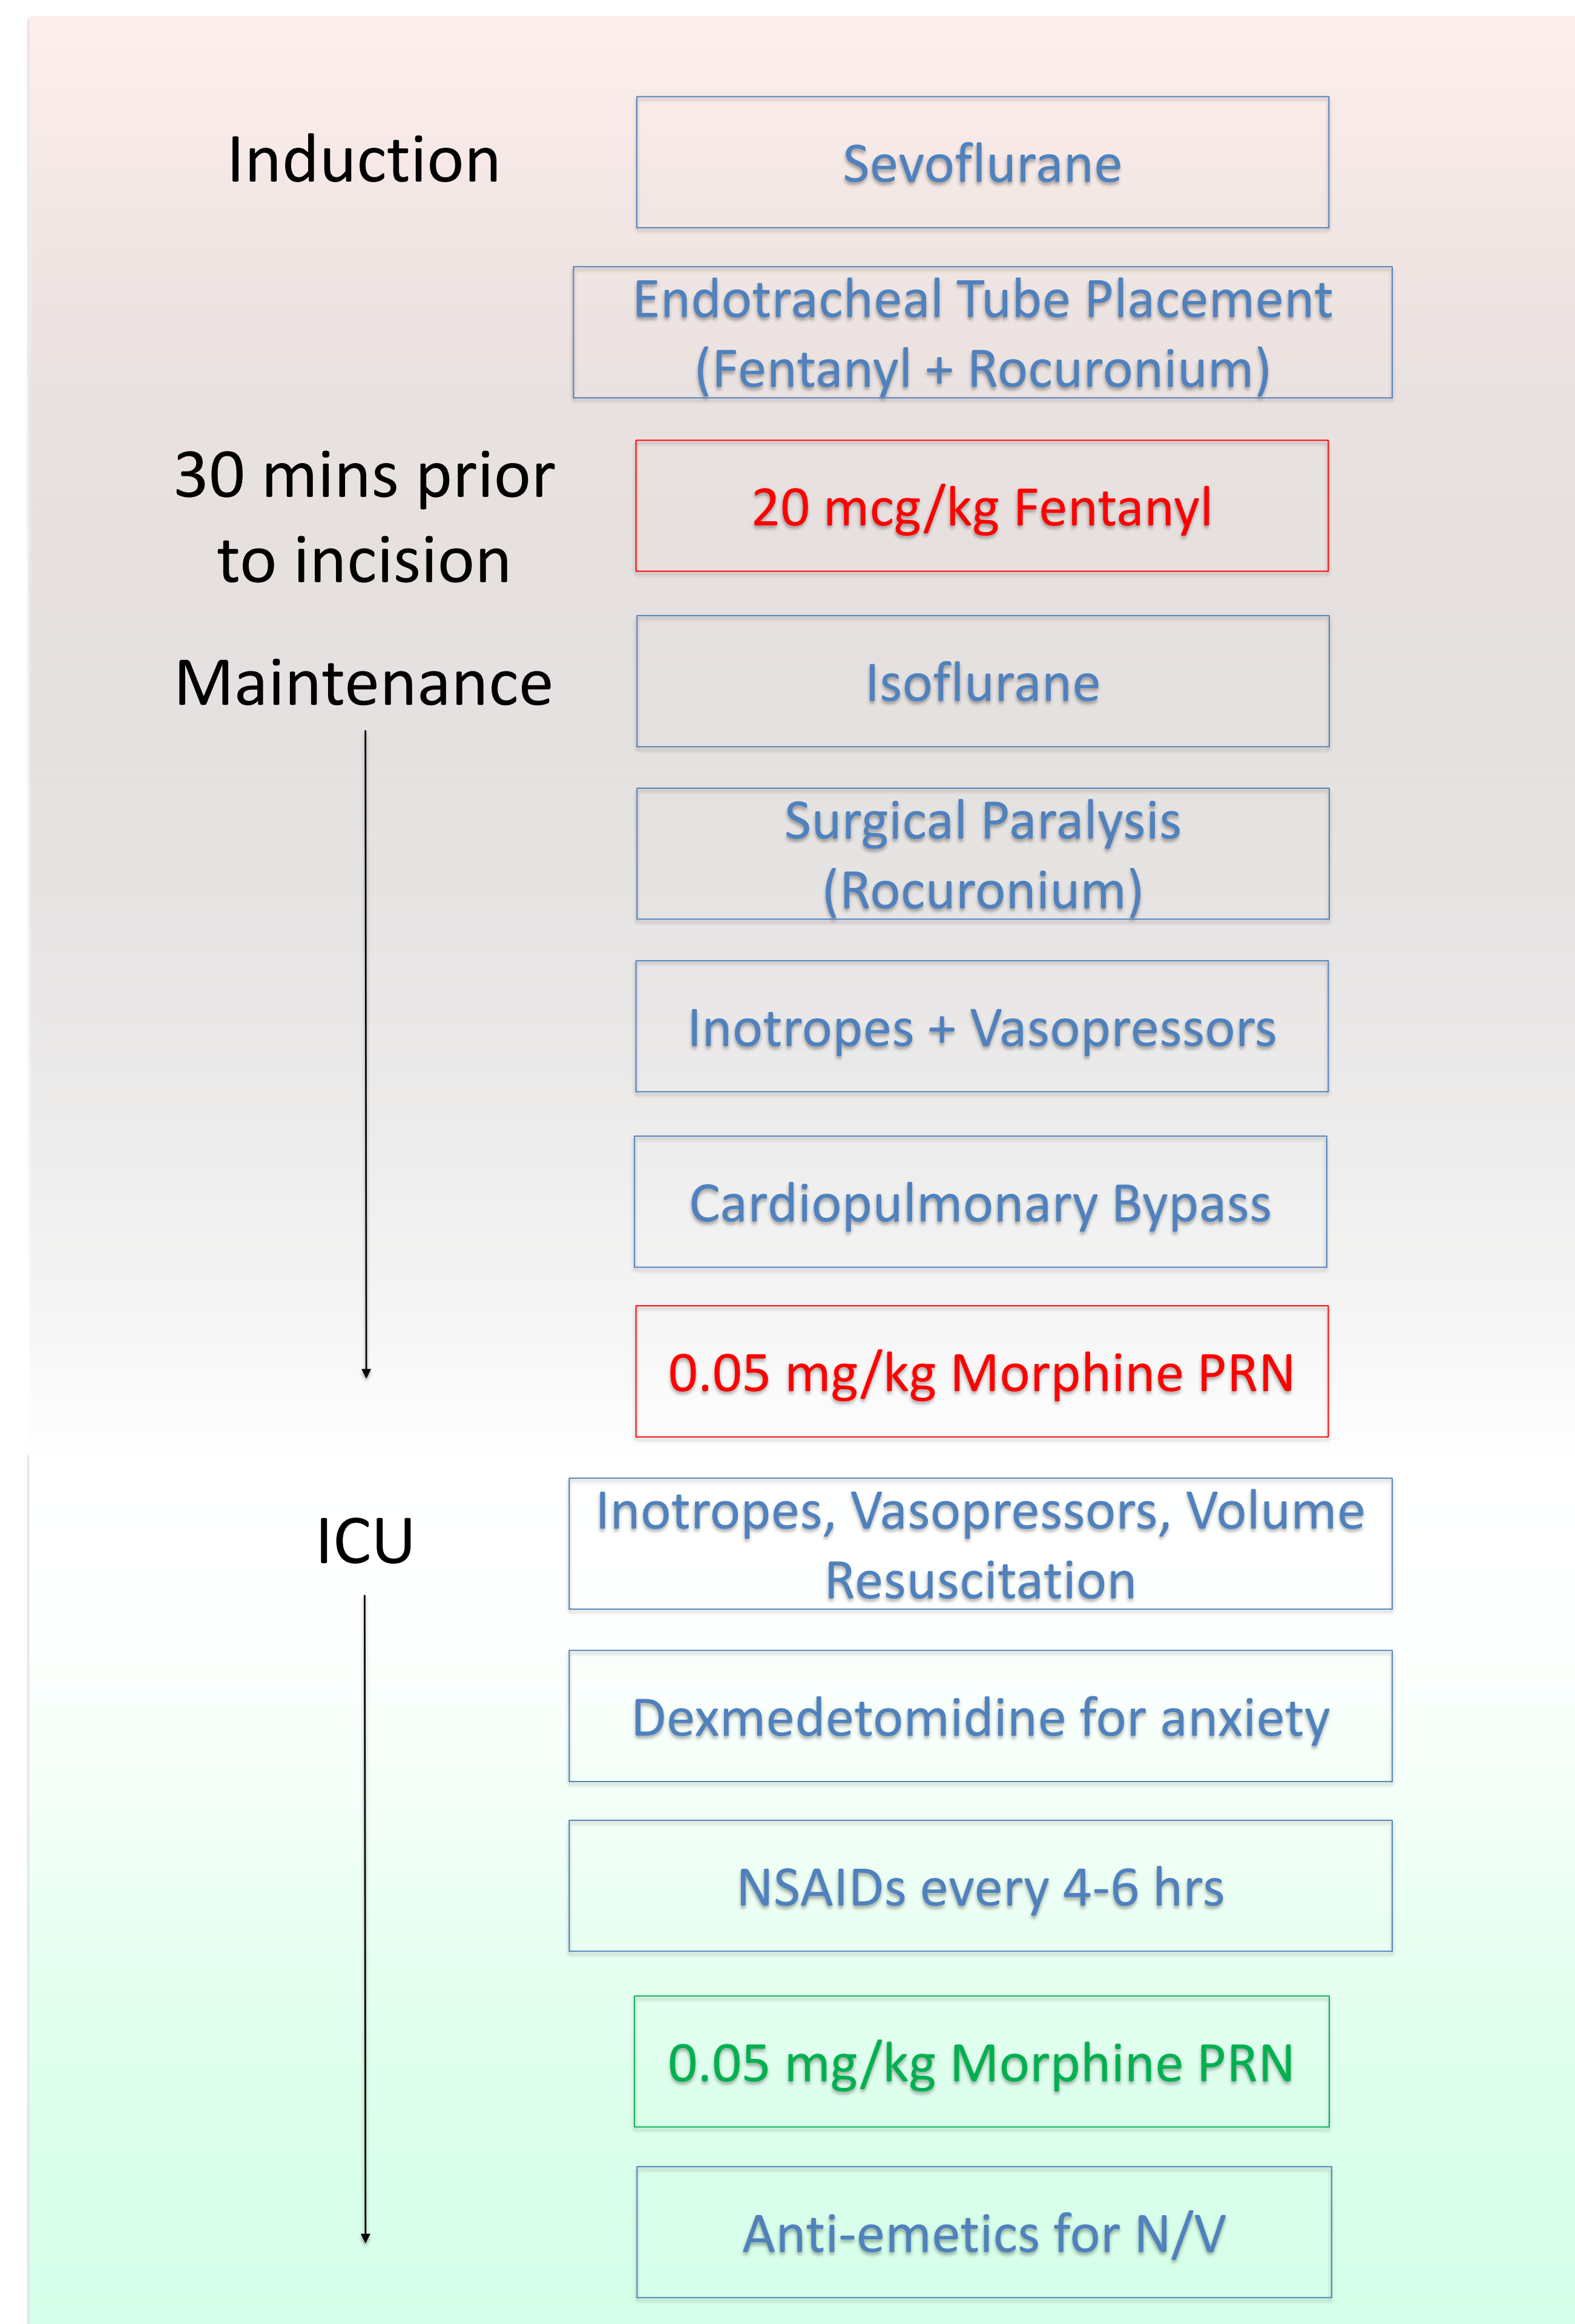 Induction
Sevoflurane
Endotracheal Tube Placement
(Fentanyl + Rocuronium)
30 mins prior
to incision
20 mcg/kg Fentanyl
Maintenance
Isoflurane
Surgical Paralysis
(Rocuronium)
Inotropes + Vasopressors
Cardiopulmonary Bypass
0.05 mg/kg Morphine PRN
ICU
Inotropes, Vasopressors, Volume
Resuscitation
Dexmedetomidine for anxiety
NSAIDs every 4-6 hrs
0.05 mg/kg Morphine PRN
Anti-emetics for N/V